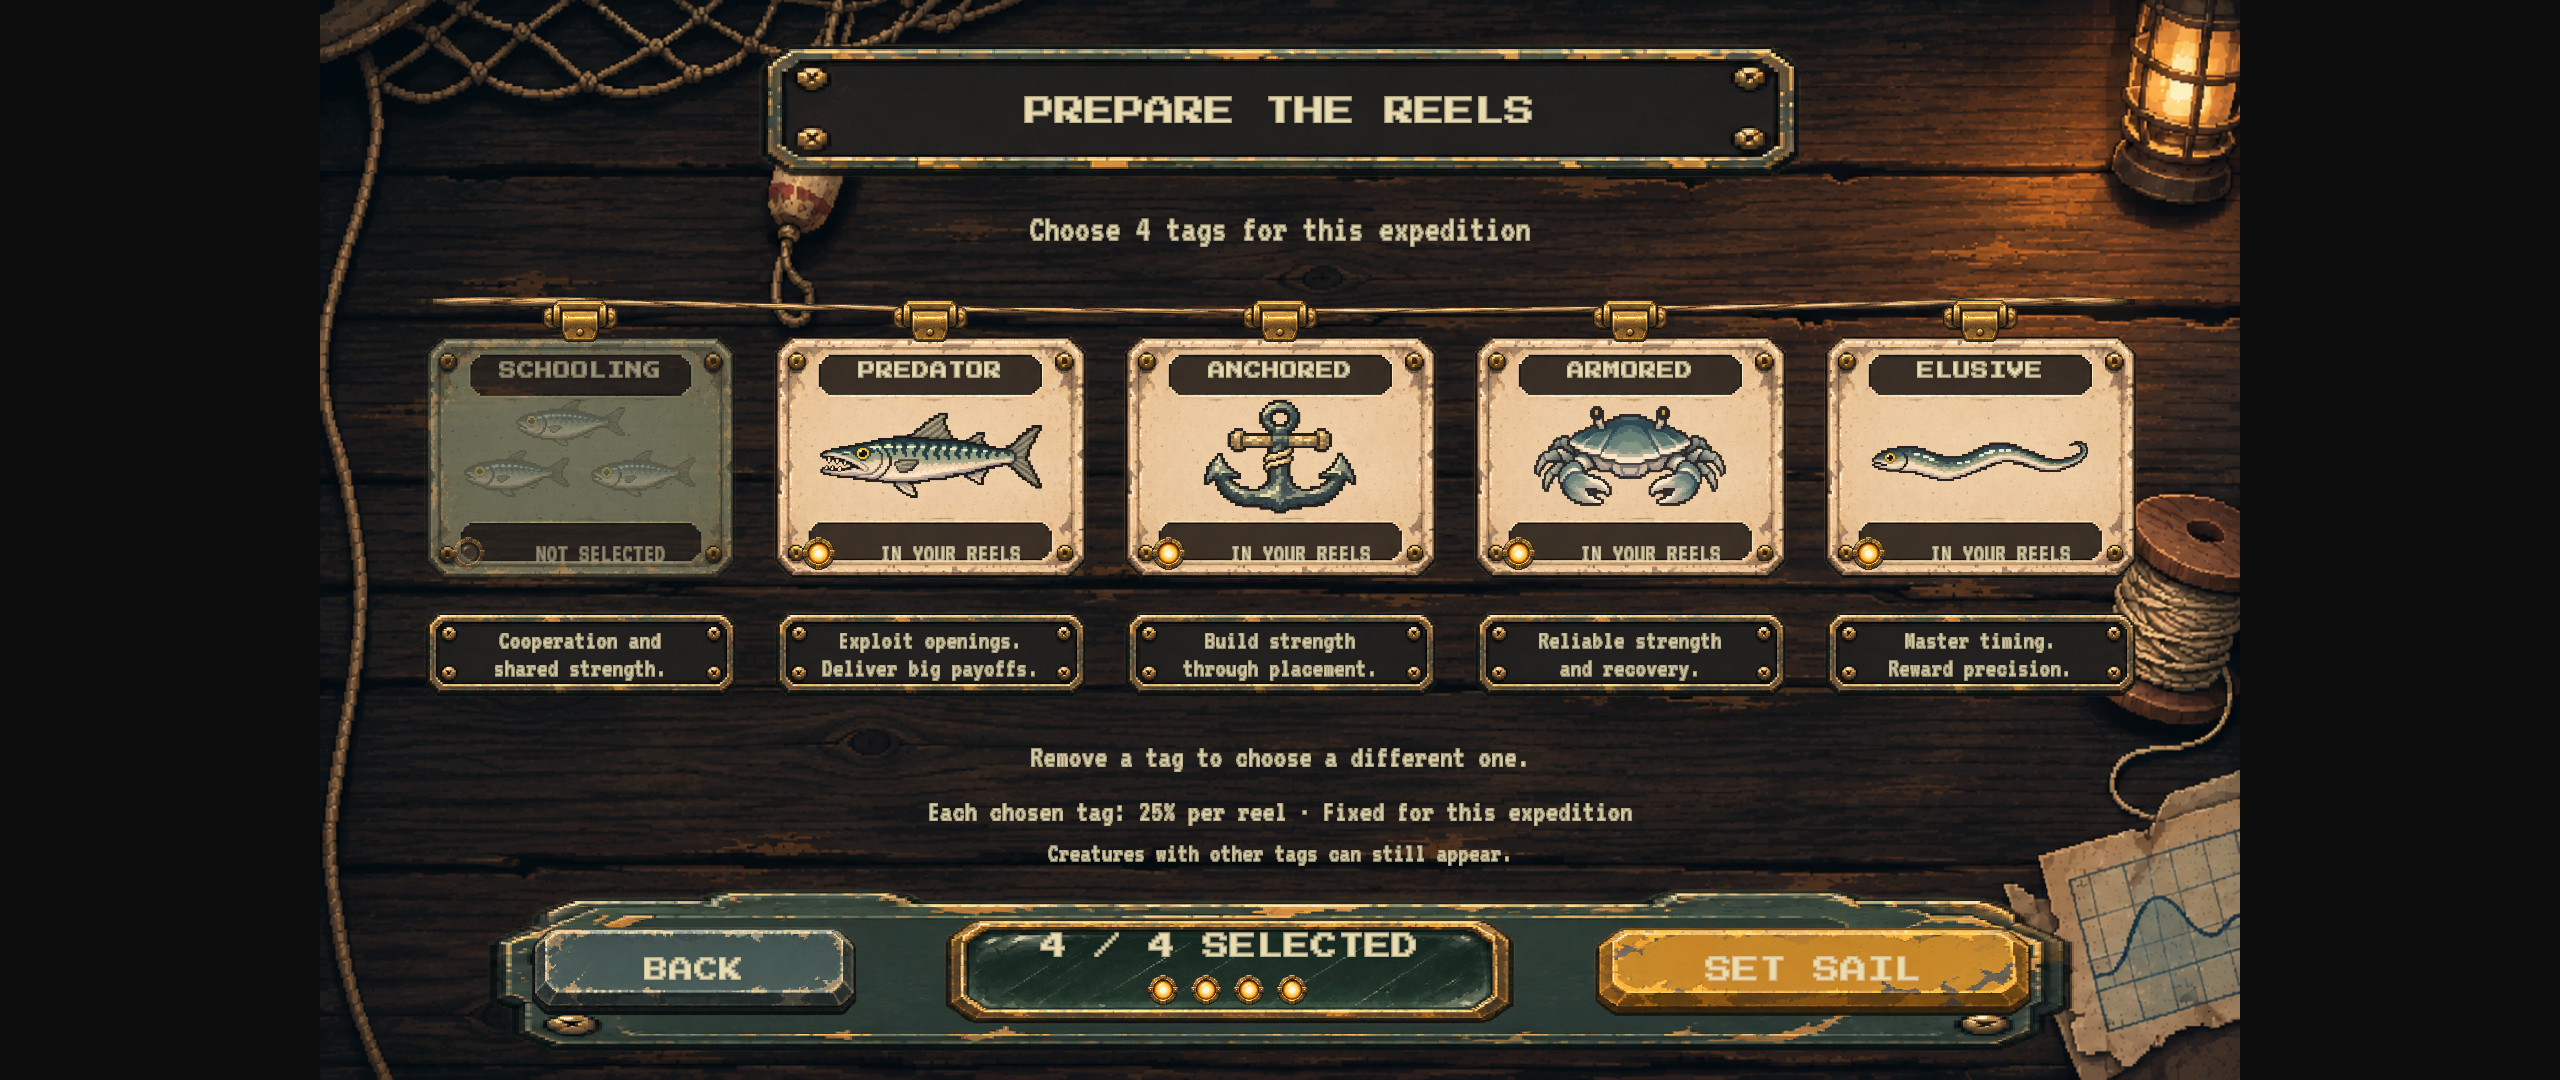 PREPARE THE REELS
Choose 4 tags for this expedition
SCHOOLING
PREDATOR
ANCHORED
ARMORED
ELUSIVE
NOT SELECTED
IN YOUR REELS
IN YOUR REELS
IN YOUR REELS
IN YOUR REELS
Cooperation and
shared strength.
Exploit openings.
Deliver big payoffs.
Build strength
through placement.
Reliable strength
and recovery.
Master timing.
Reward precision.
Remove a tag to choose a different one.
Each chosen tag: 25% per reel · Fixed for this expedition
Creatures with other tags can still appear.
BACK
4 / 4 SELECTED
SET SAIL